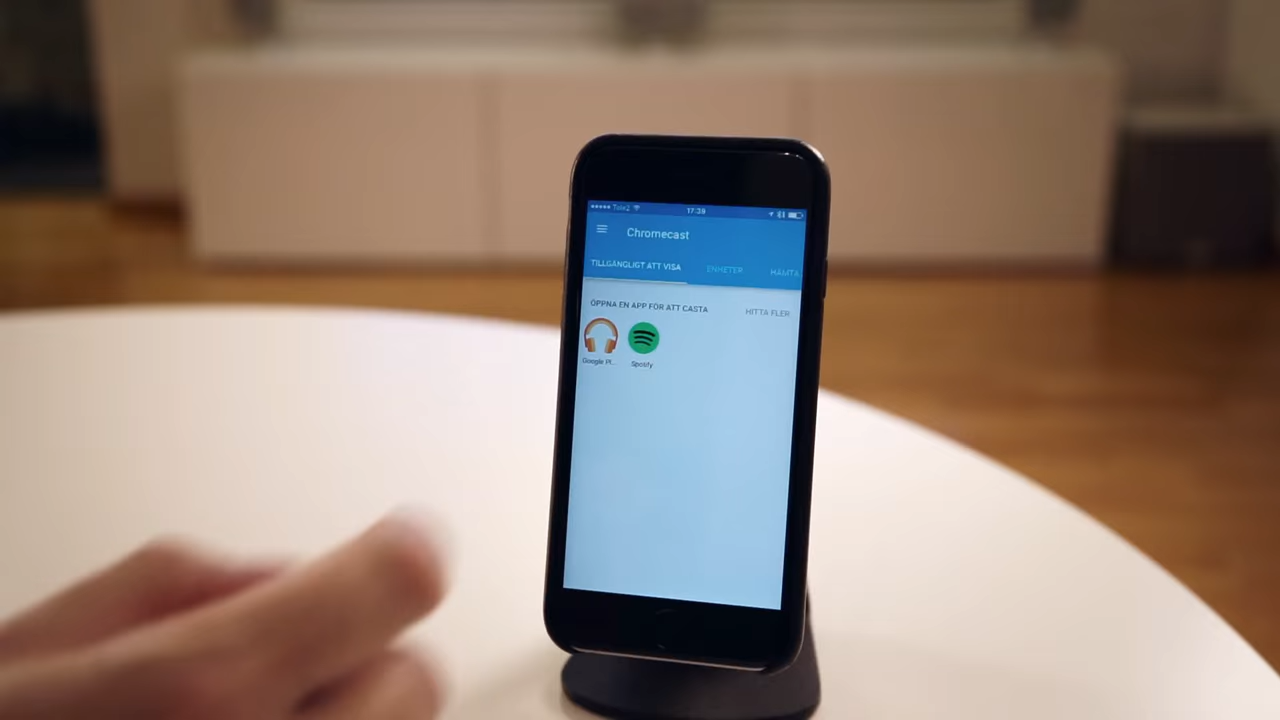 Tele2 17:39
Chromecast
TILLGÄNGLIGT ATT VISA ENHETER HÄMTA
ÖPPNA EN APP FÖR ATT CASTA HITTA FLER
Google Pl... Spotify